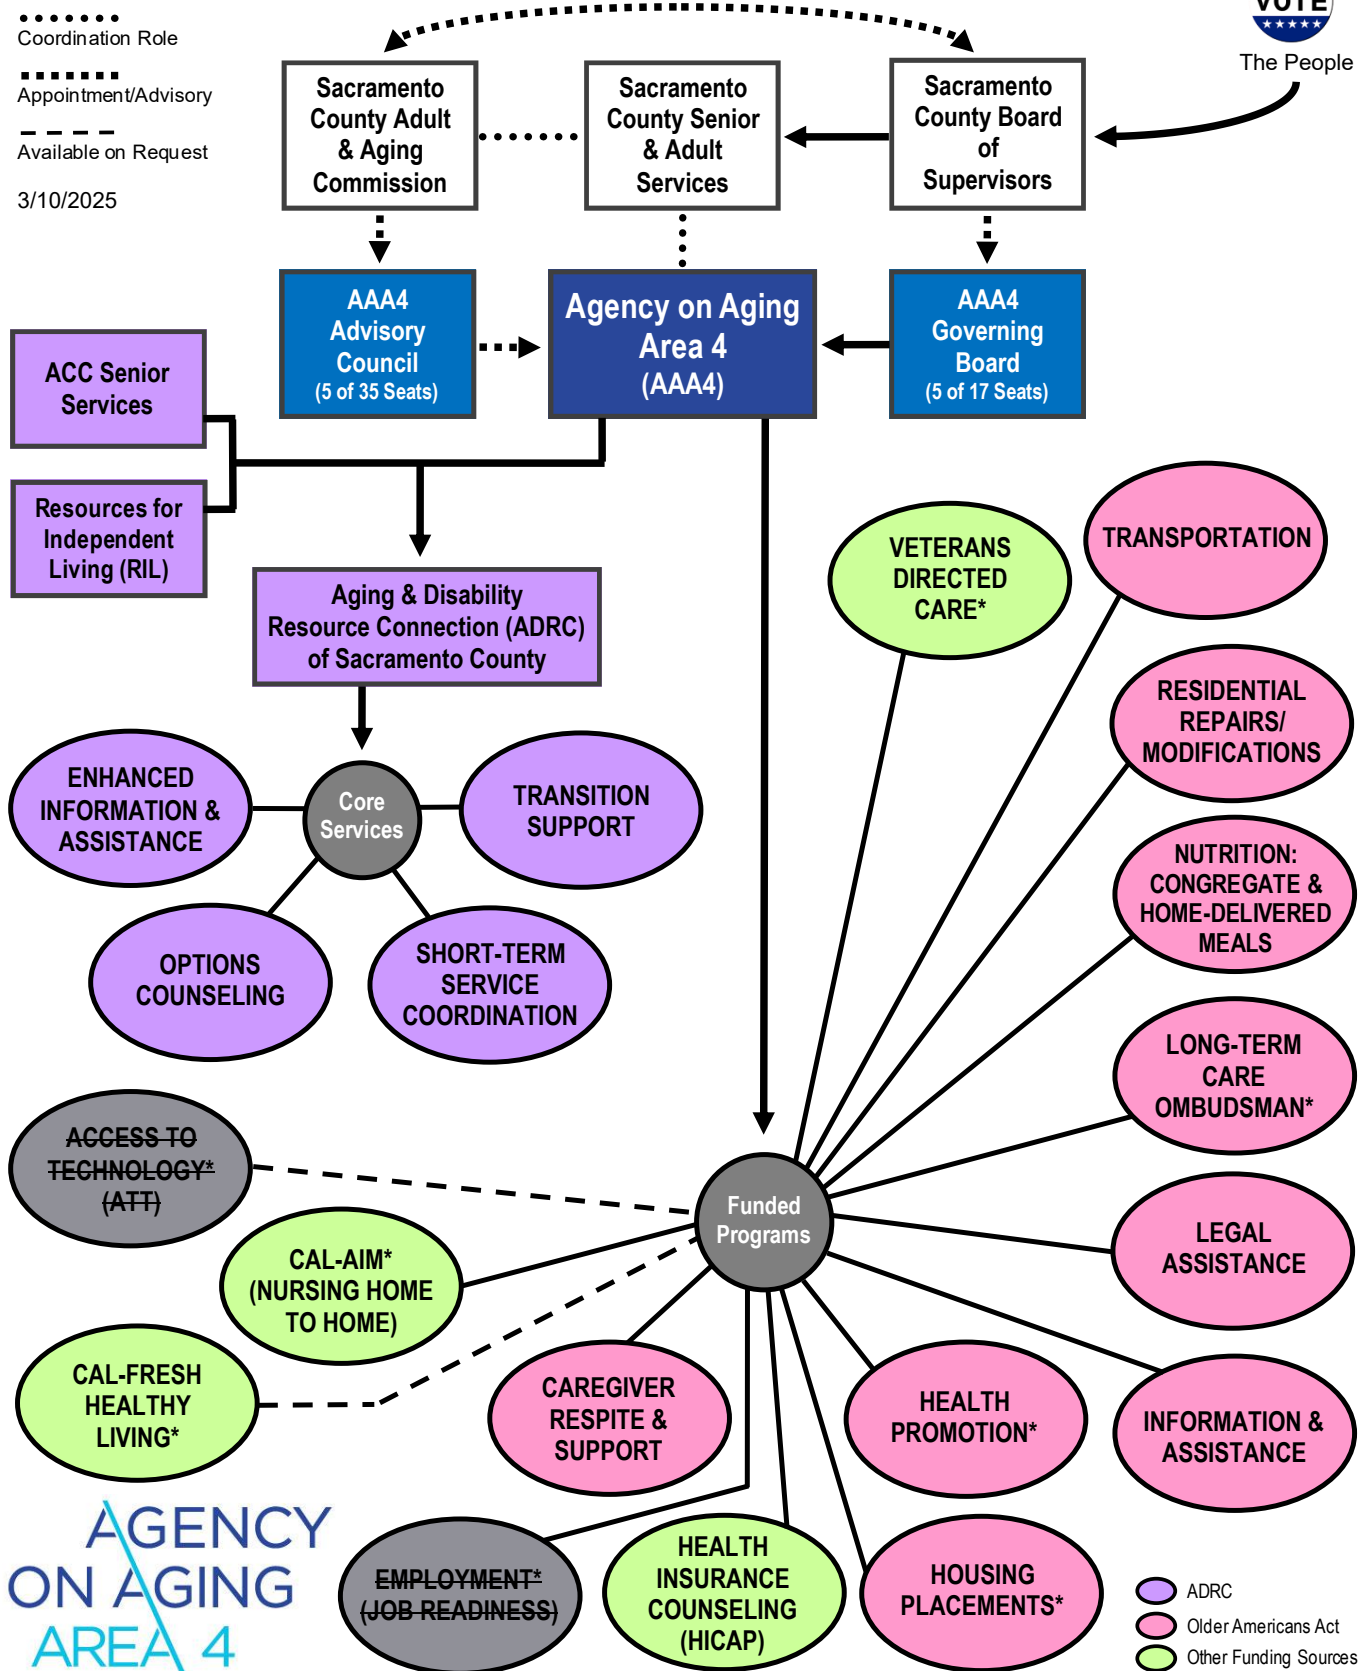 Coordination Role
Appointment/Advisory
Available on Request
3/10/2025
VOTE
The People
Sacramento
County Adult
& Aging
Commission
Sacramento
County Senior
& Adult
Services
Sacramento
County Board
of
Supervisors
AAA4
Advisory
Council
(5 of 35 Seats)
Agency on Aging
Area 4
(AAA4)
AAA4
Governing
Board
(5 of 17 Seats)
ACC Senior
Services
Resources for
Independent
Living (RIL)
Aging & Disability
Resource Connection (ADRC)
of Sacramento County
Core
Services
ENHANCED
INFORMATION &
ASSISTANCE
TRANSITION
SUPPORT
OPTIONS
COUNSELING
SHORT-TERM
SERVICE
COORDINATION
VETERANS
DIRECTED
CARE*
TRANSPORTATION
RESIDENTIAL
REPAIRS/
MODIFICATIONS
NUTRITION:
CONGREGATE &
HOME-DELIVERED
MEALS
LONG-TERM
CARE
OMBUDSMAN*
LEGAL
ASSISTANCE
INFORMATION &
ASSISTANCE
Funded
Programs
ACCESS TO
TECHNOLOGY*
(ATT)
CAL-AIM*
(NURSING HOME
TO HOME)
CAL-FRESH
HEALTHY
LIVING*
CAREGIVER
RESPITE &
SUPPORT
HEALTH
PROMOTION*
EMPLOYMENT*
(JOB READINESS)
HEALTH
INSURANCE
COUNSELING
(HICAP)
HOUSING
PLACEMENTS*
AGENCY
ON AGING
AREA 4
ADRC
Older Americans Act
Other Funding Sources